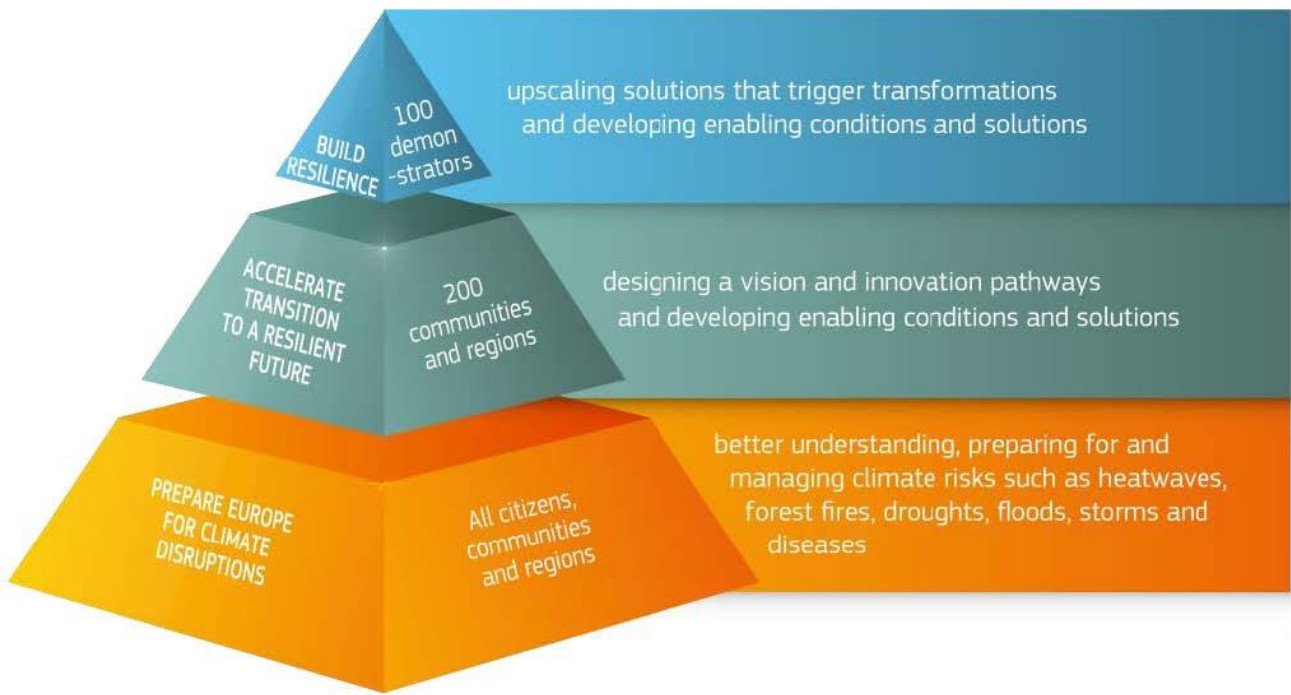 BUILD
RESILIENCE
100
demon
-strators
upscaling solutions that trigger transformations
and developing enabling conditions and solutions
ACCELERATE
TRANSITION
TO A RESILIENT
FUTURE
200
communities
and regions
designing a vision and innovation pathways
and developing enabling conditions and solutions
PREPARE EUROPE
FOR CLIMATE
DISRUPTIONS
All citizens,
communities
and regions
better understanding, preparing for and
managing climate risks such as heatwaves,
forest fires, droughts, floods, storms and
diseases